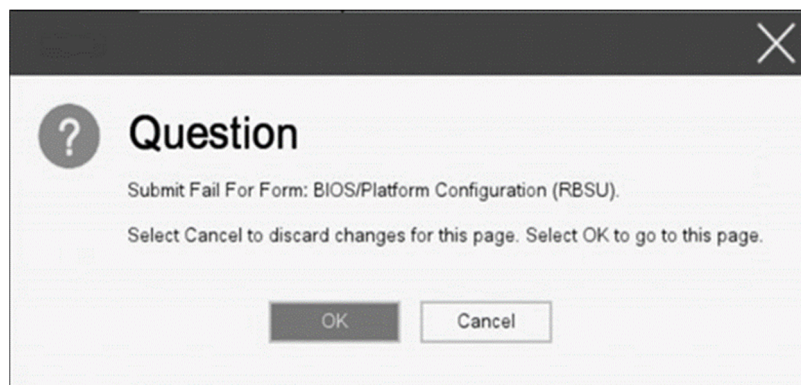 ?
Question
Submit Fail For Form: BIOS/Platform Configuration (RBSU).
Select Cancel to discard changes for this page. Select OK to go to this page.
OK Cancel